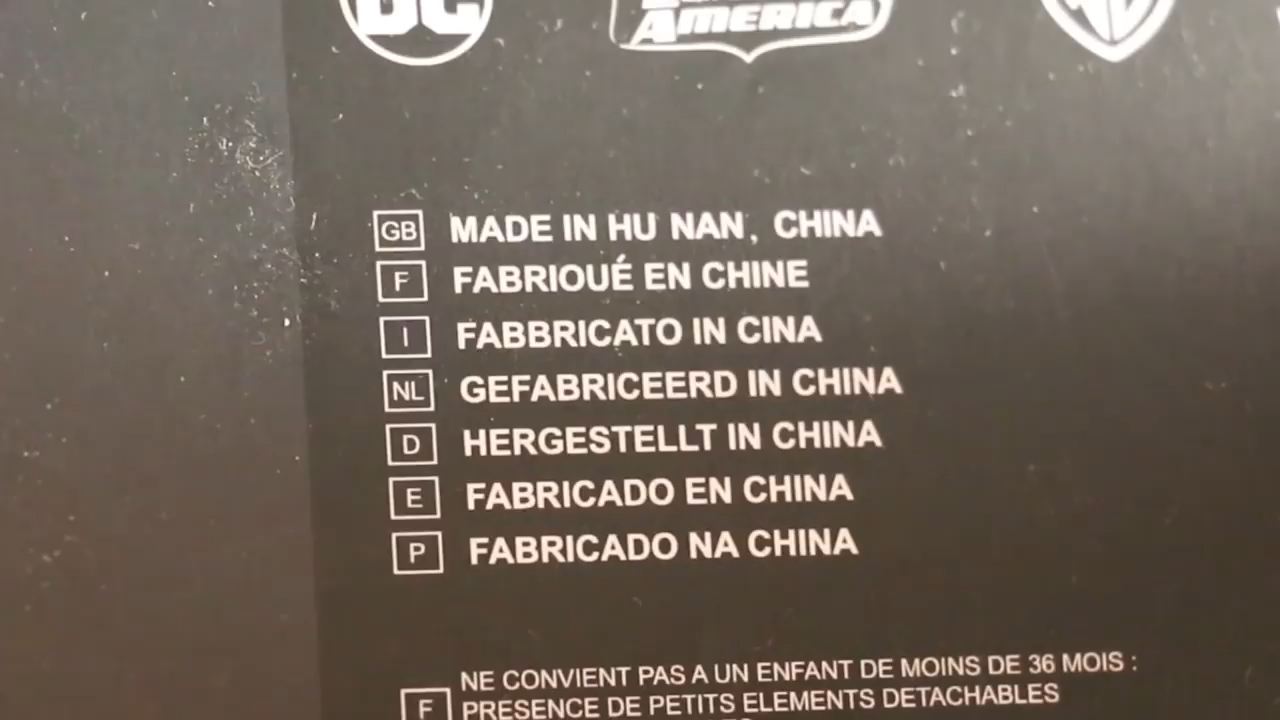 DC
AMERICA
GB MADE IN HU NAN, CHINA
F FABRIOUÉ EN CHINE
I FABBRICATO IN CINA
NL GEFABRICEERD IN CHINA
D HERGESTELLT IN CHINA
E FABRICADO EN CHINA
P FABRICADO NA CHINA
NE CONVIENT PAS A UN ENFANT DE MOINS DE 36 MOIS :
F PRESENCE DE PETITS ELEMENTS DETACHABLES